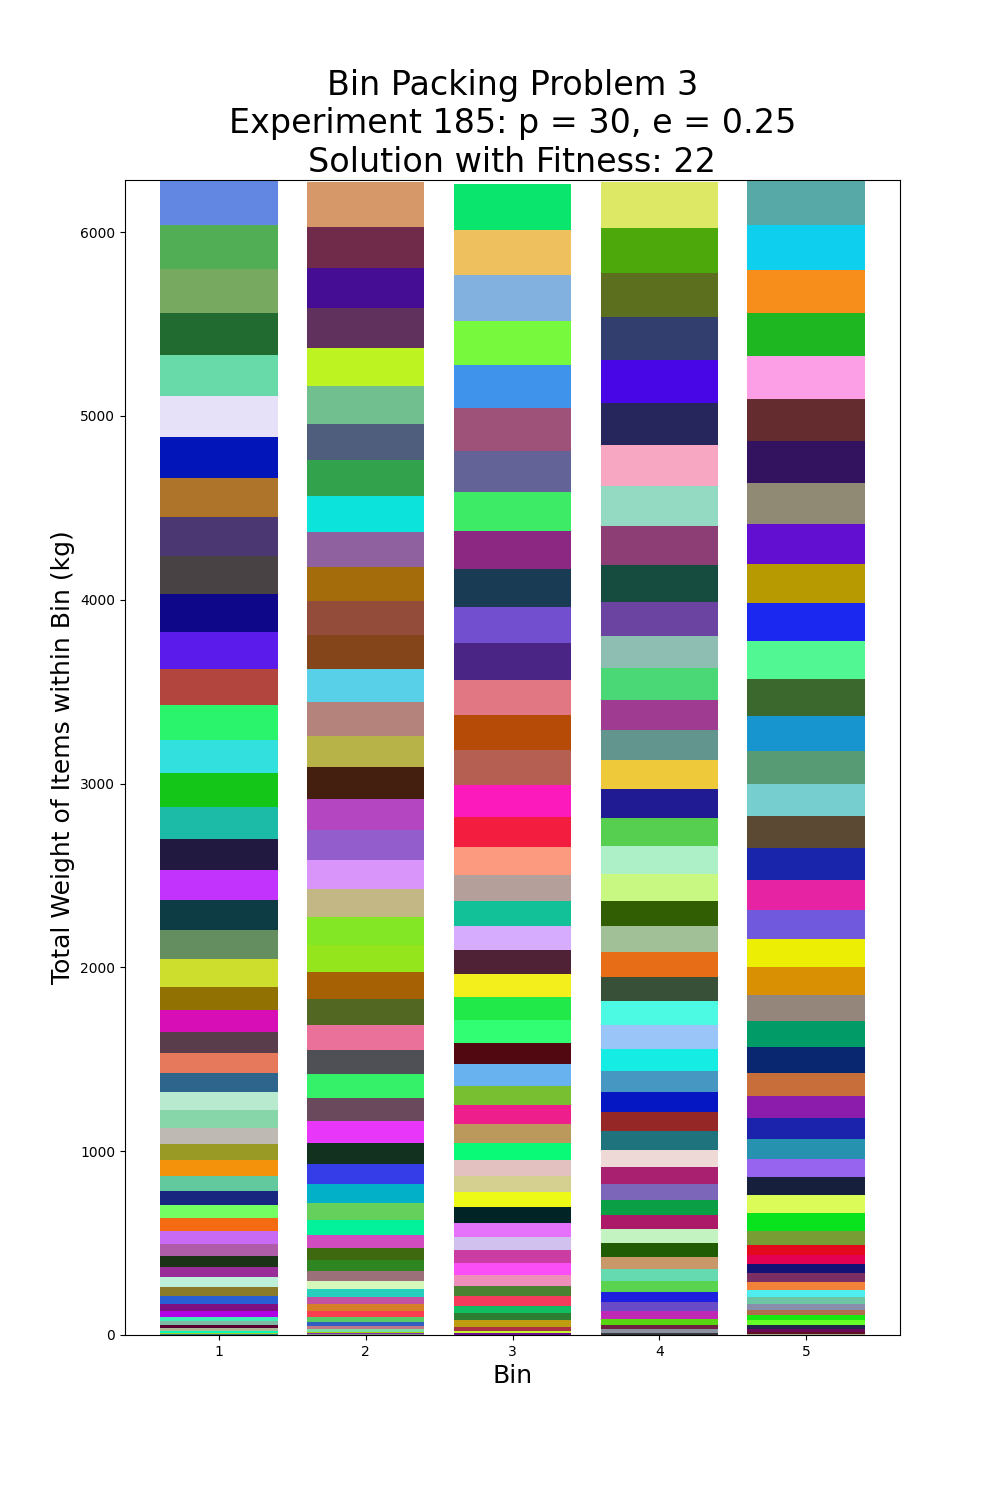 Bin Packing Problem 3
Experiment 185: p = 30, e = 0.25
Solution with Fitness: 22
6000
5000
4000
3000
2000
1000
0
Total Weight of Items within Bin (kg)
1 2 3 4 5
Bin